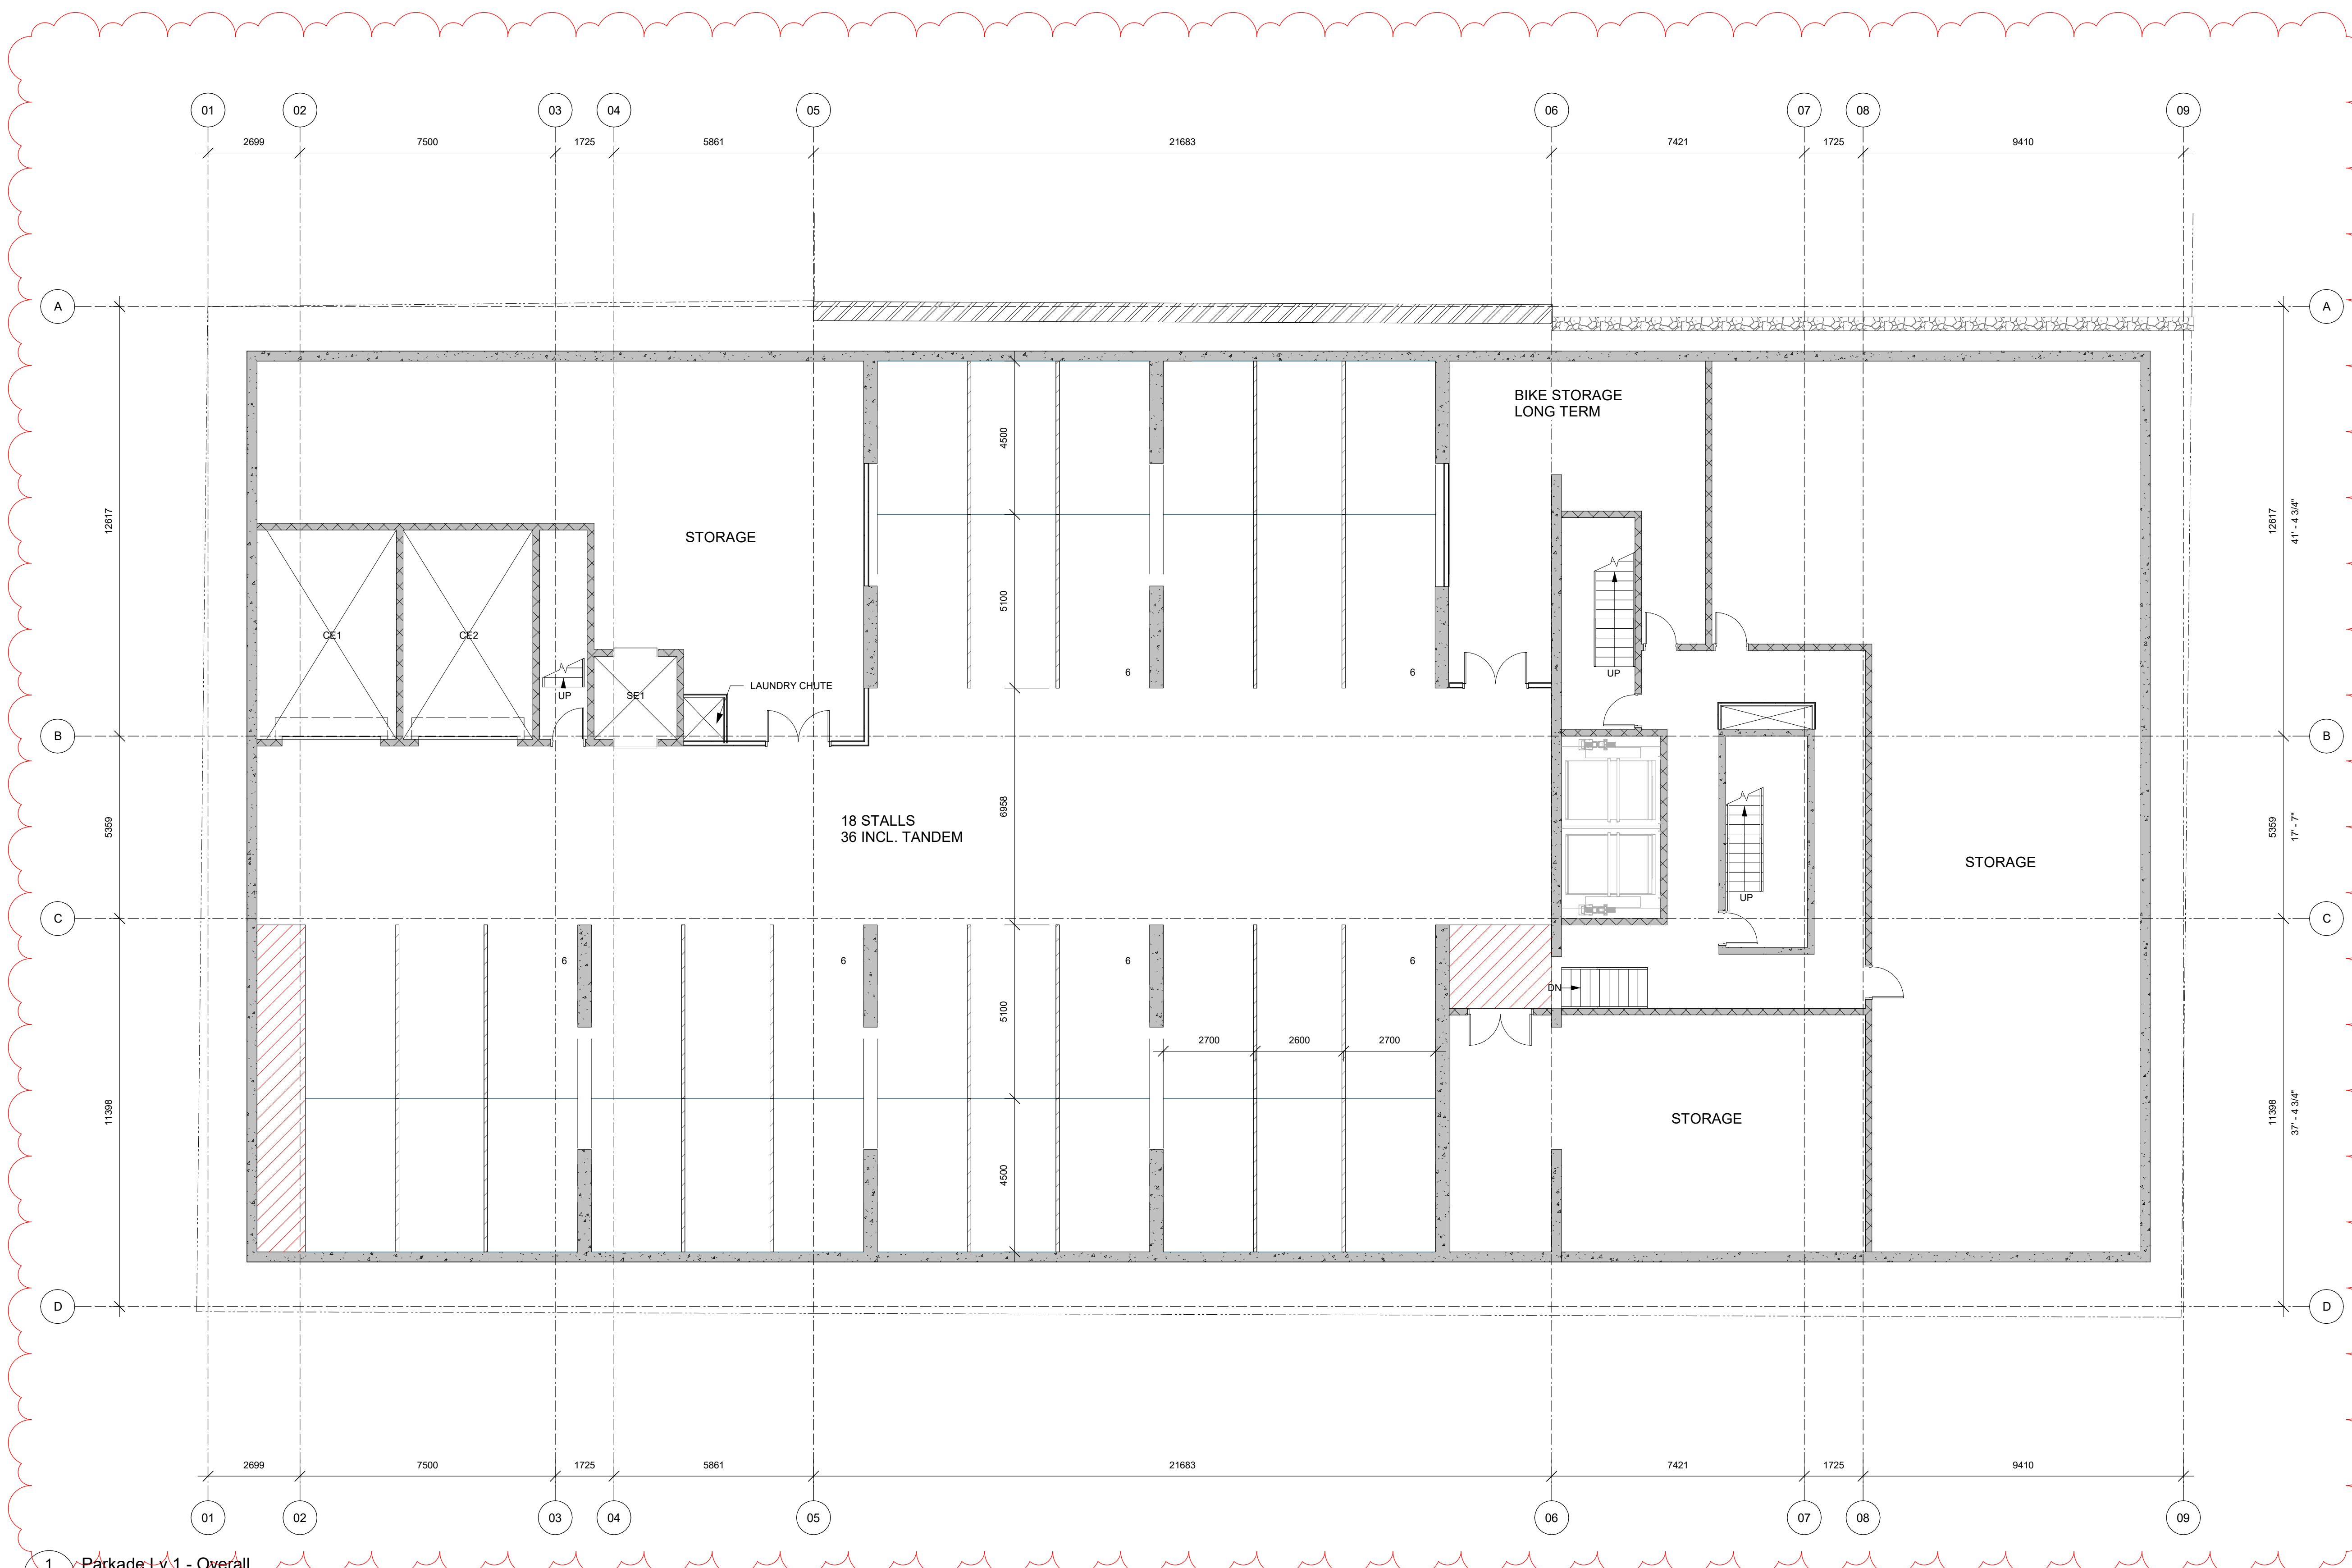 01
02
03
04
05
06
07
08
09
2699
7500
1725
5861
21683
7421
1725
9410
A
A
BIKE STORAGE
LONG TERM
4500
12617
12617
41' - 4 3/4"
STORAGE
5100
CE1
CE2
UP
SE1
LAUNDRY CHUTE
6
6
UP
B
B
5359
6958
18 STALLS
36 INCL. TANDEM
5359
17' - 7"
STORAGE
UP
C
C
6
6
6
6
DN
5100
2700
2600
2700
11398
STORAGE
11398
37' - 4 3/4"
4500
D
D
2699
7500
1725
5861
21683
7421
1725
9410
01
02
03
04
05
06
07
08
09
1
Parkade Lv 1 - Overall